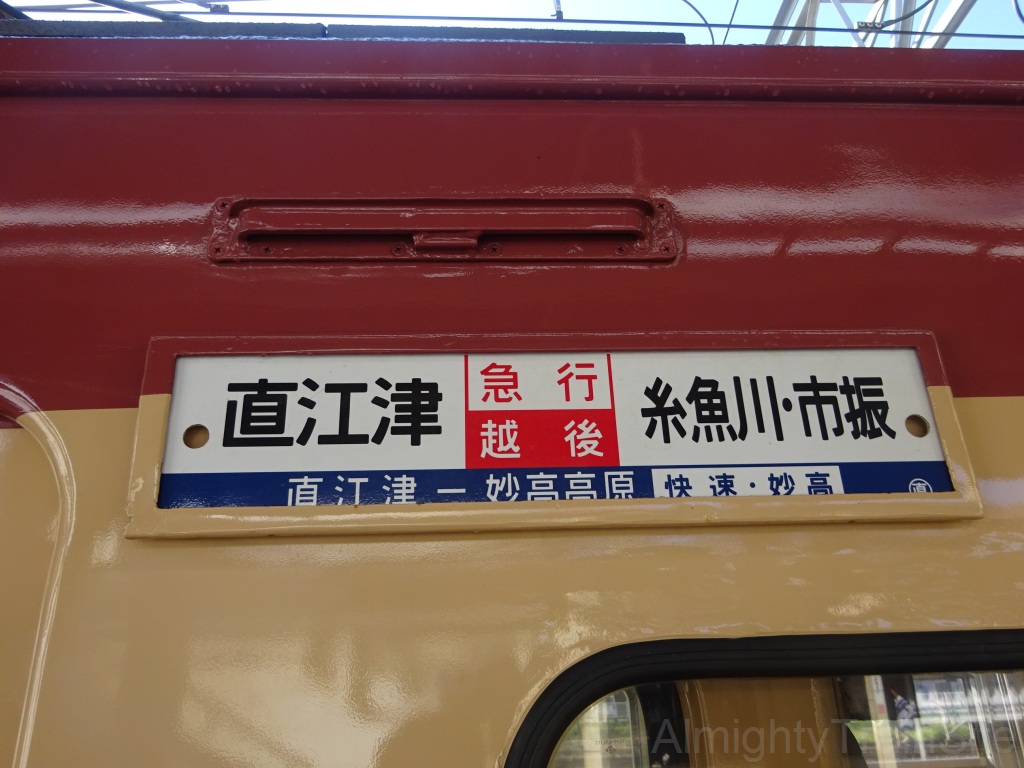 直江津 急行 糸魚川・市振
越後
直江津 ー 妙高高原 快速・妙高 直
AlmightyTrain